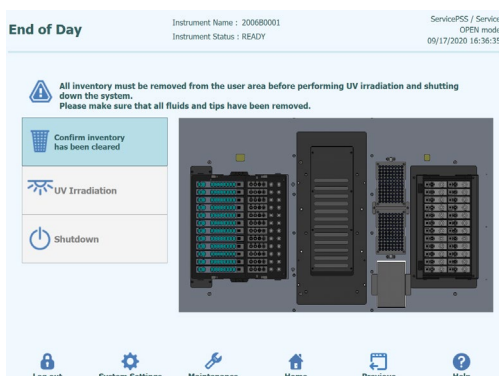 End of Day
Instrument Name : 2006B0001
Instrument Status : READY
ServicePSS / Service
OPEN mode
09/17/2020 16:36:35
All inventory must be removed from the user area before performing UV irradiation and shutting
down the system.
Please make sure that all fluids and tips have been removed.
Confirm inventory
has been cleared
UV Irradiation
Shutdown
Log out
System Settings
Maintenance
Home
Previous
Help